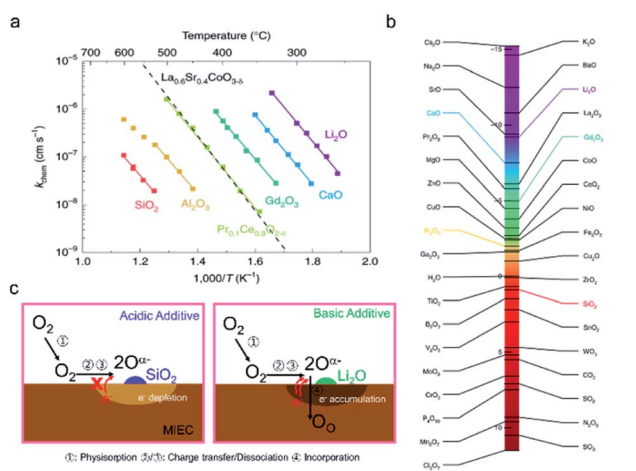 a
Temperature (°C)
700 600 500 400 300
10⁻⁵
10⁻⁶
10⁻⁷
10⁻⁸
10⁻⁹
k_chem (cm s⁻¹)
La₀.₆Sr₀.₄CoO₃₋δ
Li₂O
CaO
Gd₂O₃
Al₂O₃
SiO₂
Pr₀.₁Ce₀.₉O₂₋δ
1.0 1.2 1.4 1.6 1.8 2.0
1,000/T (K⁻¹)
b
Cs₂O
Na₂O
SrO
CaO
Pr₂O₃
MgO
ZnO
CuO
Al₂O₃
Ga₂O₃
H₂O
TiO₂
B₂O₃
V₂O₅
MoO₃
CrO₃
P₄O₁₀
Mn₂O₇
Cl₂O₇
-15
-10
-5
0
5
10
K₂O
BaO
Li₂O
La₂O₃
Gd₂O₃
CoO
CeO₂
NiO
Fe₂O₃
Cu₂O
ZrO₂
SiO₂
SnO₂
WO₃
CO₂
SO₂
N₂O₅
SO₃
c
Acidic Additive
O₂
①
O₂
②③
2Oᵅ⁻
SiO₂
e⁻ depletion
MIEC
Basic Additive
O₂
①
O₂
②③
2Oᵅ⁻
Li₂O
④
e⁻ accumulation
Oₒ
①: Physisorption ②/③: Charge transfer/Dissociation ④: Incorporation